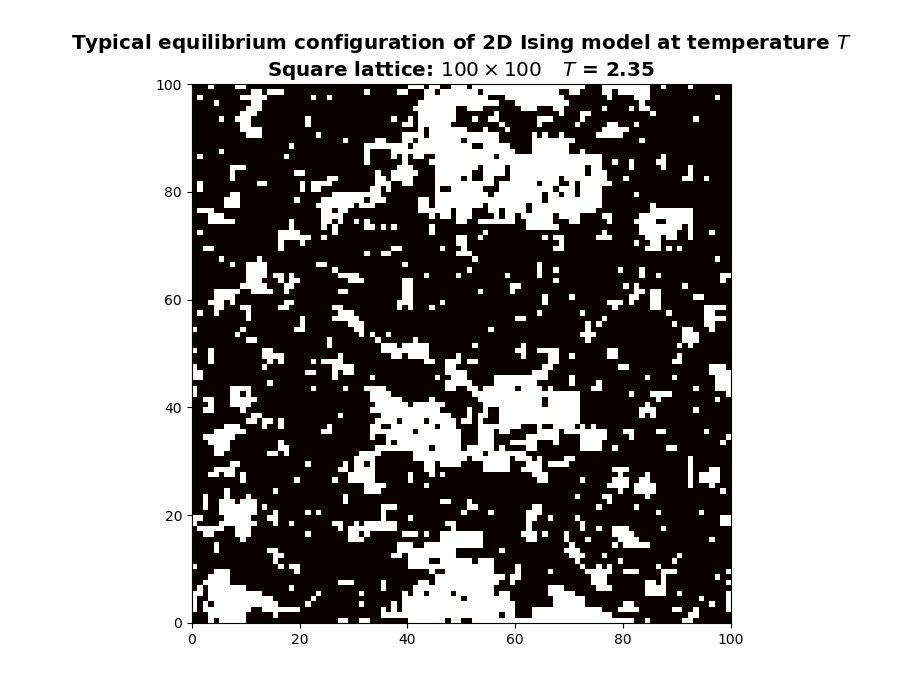 Typical equilibrium configuration of 2D Ising model at temperature T
Square lattice: 100 × 100 T = 2.35
100
80
60
40
20
0
0 20 40 60 80 100